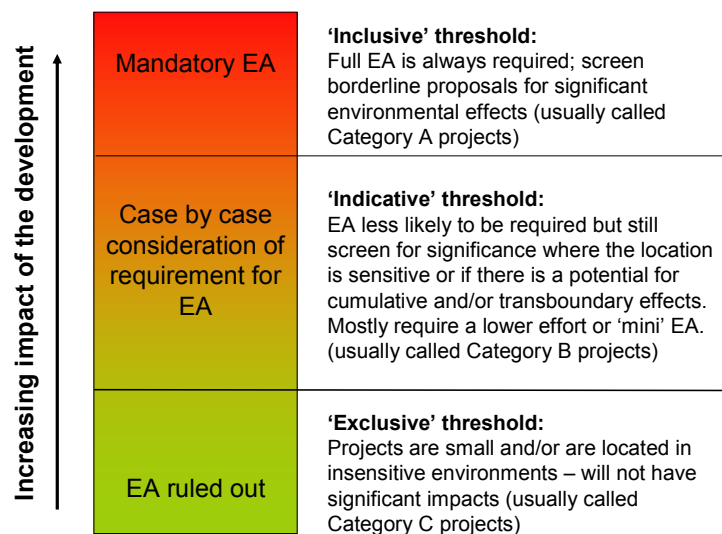 Increasing impact of the development
Mandatory EA
‘Inclusive’ threshold:
Full EA is always required; screen
borderline proposals for significant
environmental effects (usually called
Category A projects)
Case by case
consideration of
requirement for
EA
‘Indicative’ threshold:
EA less likely to be required but still
screen for significance where the location
is sensitive or if there is a potential for
cumulative and/or transboundary effects.
Mostly require a lower effort or ‘mini’ EA.
(usually called Category B projects)
EA ruled out
‘Exclusive’ threshold:
Projects are small and/or are located in
insensitive environments – will not have
significant impacts (usually called
Category C projects)